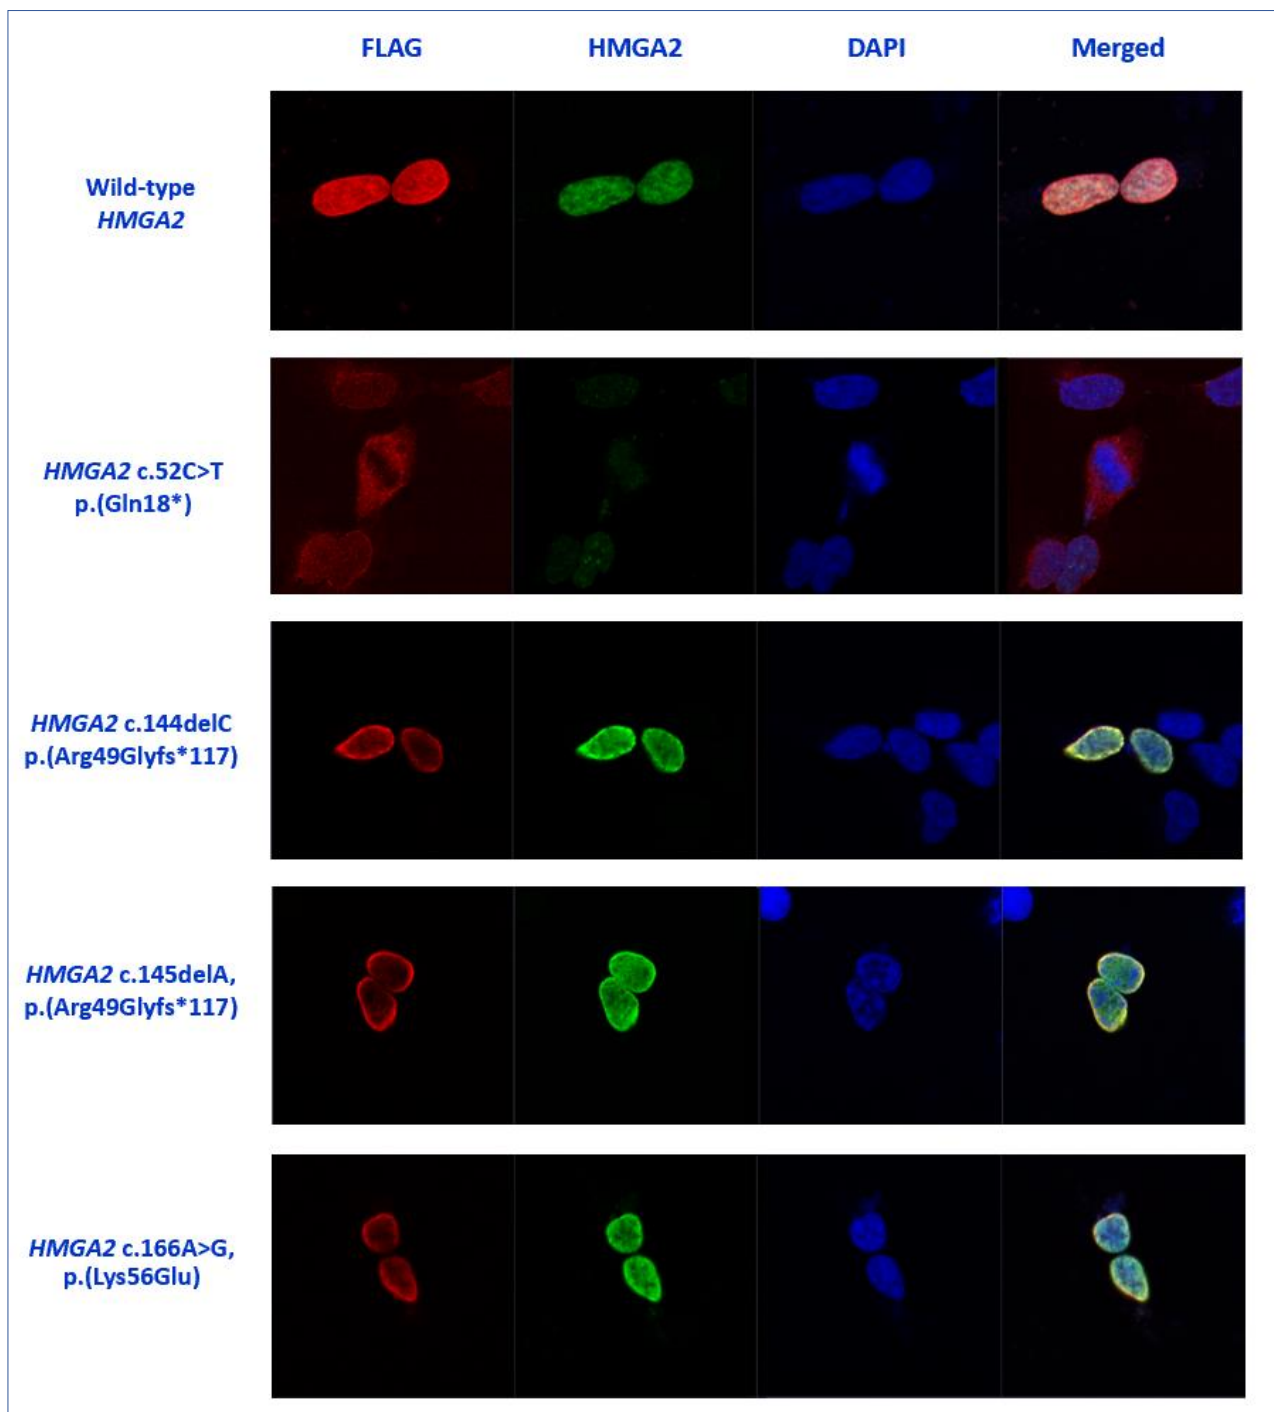 FLAG HMGA2 DAPI Merged
Wild-type
HMGA2
HMGA2 c.52C>T
p.(Gln18*)
HMGA2 c.144delC
p.(Arg49Glyfs*117)
HMGA2 c.145delA,
p.(Arg49Glyfs*117)
HMGA2 c.166A>G,
p.(Lys56Glu)